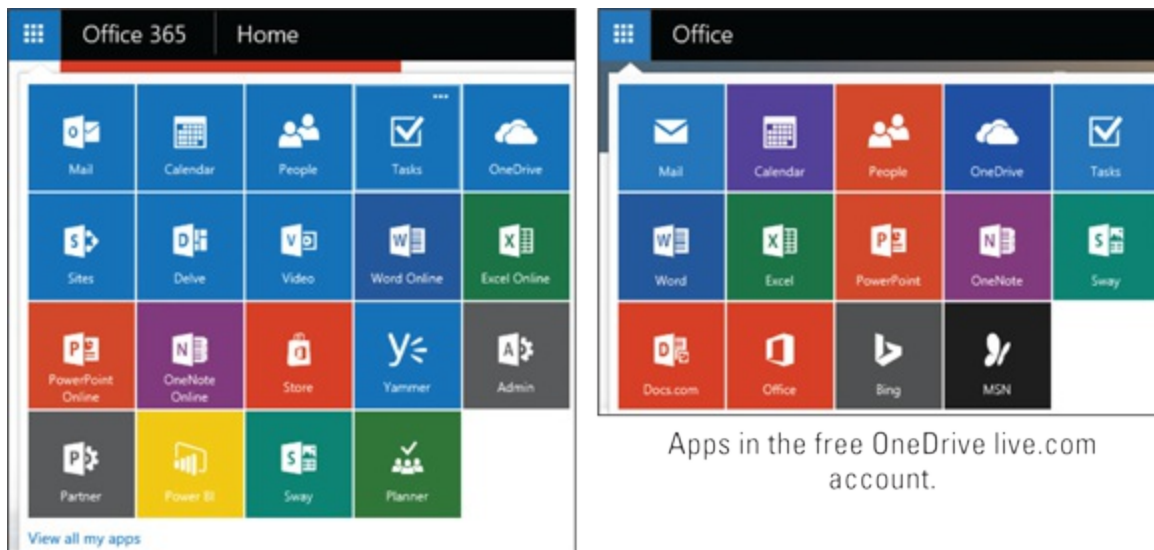 Office 365 Home
Mail Calendar People Tasks OneDrive
Sites Delve Video Word Online Excel Online
PowerPoint Online OneNote Online Store Yammer Admin
Partner Power BI Sway Planner
View all my apps
Office
Mail Calendar People OneDrive Tasks
Word Excel PowerPoint OneNote Sway
Docs.com Office Bing MSN
Apps in the free OneDrive live.com
account.